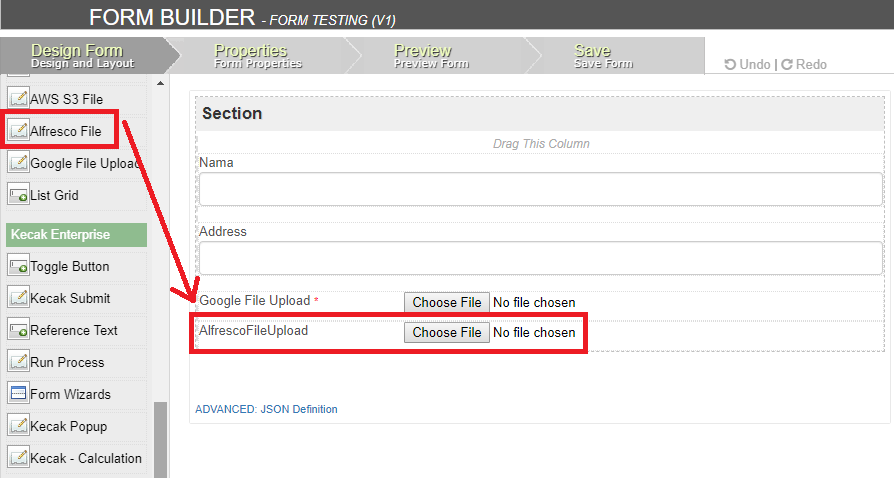 FORM BUILDER - FORM TESTING (V1)
Design Form
Design and Layout
Properties
Form Properties
Preview
Preview Form
Save
Save Form
Undo | Redo
AWS S3 File
Alfresco File
Google File Upload
List Grid
Kecak Enterprise
Toggle Button
Kecak Submit
Reference Text
Run Process
Form Wizards
Kecak Popup
Kecak - Calculation
Section
Drag This Column
Nama
Address
Google File Upload * Choose File No file chosen
AlfrescoFileUpload Choose File No file chosen
ADVANCED: JSON Definition